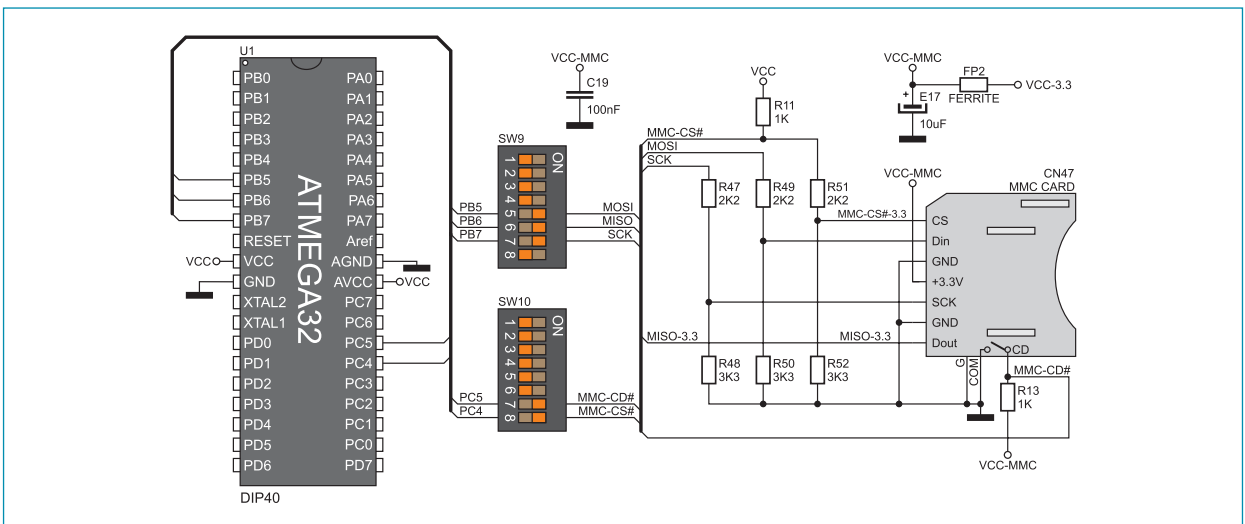 U1
PB0 PA0
PB1 PA1
PB2 PA2
PB3 PA3
PB4 PA4
PB5 PA5
PB6 PA6
PB7 PA7
RESET Aref
VCC VCC AGND
GND AVCC VCC
XTAL2 PC7
XTAL1 PC6
PD0 PC5
PD1 PC4
PD2 PC3
PD3 PC2
PD4 PC1
PD5 PC0
PD6 PD7
ATMEGA32
DIP40
VCC-MMC
C19
100nF
SW9
ON
1
2
3
4
5
6
7
8
PB5 MOSI
PB6 MISO
PB7 SCK
SW10
ON
1
2
3
4
5
6
7
8
PC5 MMC-CD#
PC4 MMC-CS#
VCC
R11
1K
MMC-CS#
MOSI
SCK
R47
2K2
R49
2K2
R51
2K2
MMC-CS#-3.3
MISO-3.3 MISO-3.3
R48
3K3
R50
3K3
R52
3K3
VCC-MMC
FP2
FERRITE
VCC-3.3
+
E17
10uF
VCC-MMC
CN47
MMC CARD
CS
Din
GND
+3.3V
SCK
GND
Dout
CD
G
COM
MMC-CD#
R13
1K
VCC-MMC